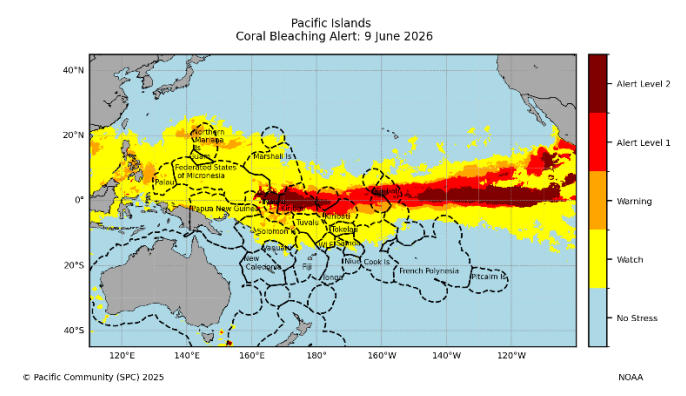 Pacific Islands
Coral Bleaching Alert: 9 June 2026
40°N
20°N
0°
20°S
40°S
120°E
140°E
160°E
180°
160°W
140°W
120°W
Northern
Mariana
Is
Guam
Marshall Is
Federated States
of Micronesia
Palau
Papua New Guinea
Kiribati
Tuvalu
Tokelau
Solomon Is
Samoa
Vanuatu
New
Caledonia
Fiji
Niue
Cook Is
Tonga
French Polynesia
Pitcairn Is
Alert Level 2
Alert Level 1
Warning
Watch
No Stress
© Pacific Community (SPC) 2025
NOAA